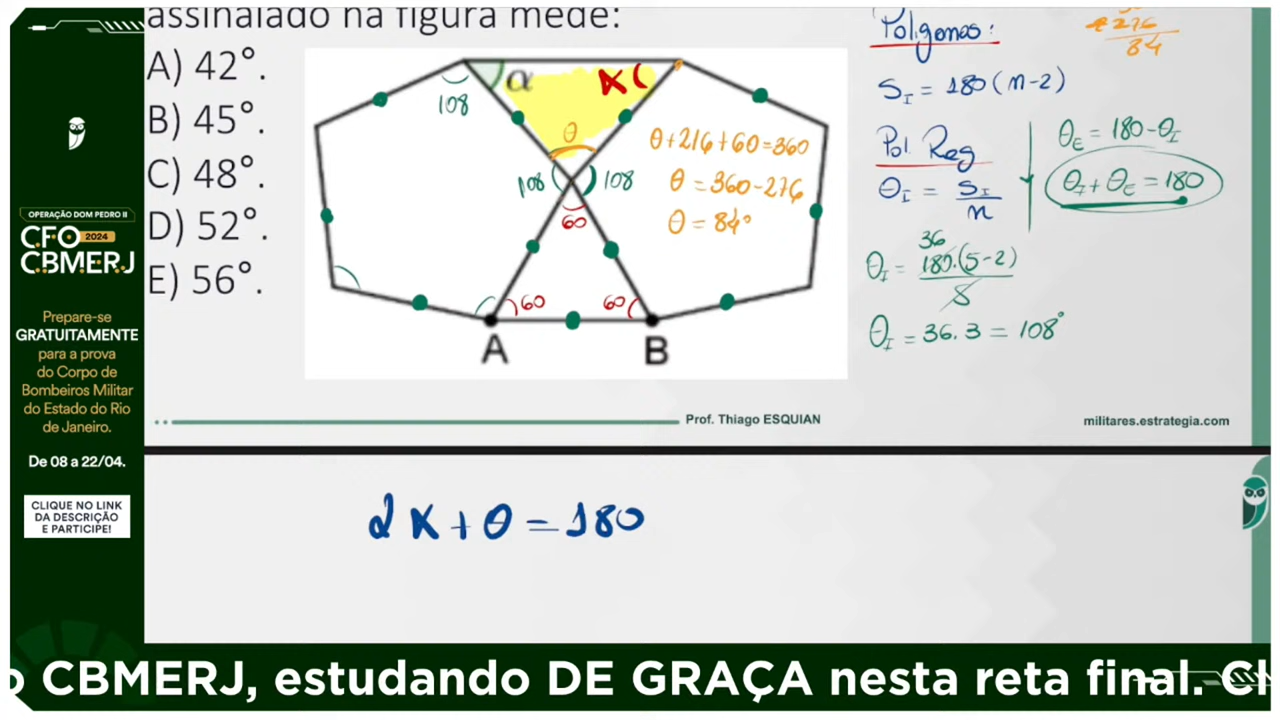 assinalado na figura mede:
A) 42°.
B) 45°.
C) 48°.
D) 52°.
E) 56°.
α
α
108
θ
108
108
60
60
60
A
B
θ+216+60=360
θ = 360-276
θ = 84°
Polígonos:
276
84
S_I = 180(n-2)
Pol. Reg
θ_I = S_I / n
θ_E = 180-θ_I
θ_I + θ_E = 180
36
θ_I = 180.(5-2)
5
θ_I = 36.3 = 108°
Prof. Thiago ESQUIAN
militares.estrategia.com
2α + θ = 180
OPERAÇÃO DOM PEDRO II
CFO 2024
CBMERJ
Prepare-se
GRATUITAMENTE
para a prova
do Corpo de
Bombeiros Militar
do Estado do Rio
de Janeiro.
De 08 a 22/04.
CLIQUE NO LINK
DA DESCRIÇÃO
E PARTICIPE!
o CBMERJ, estudando DE GRAÇA nesta reta final. Cl